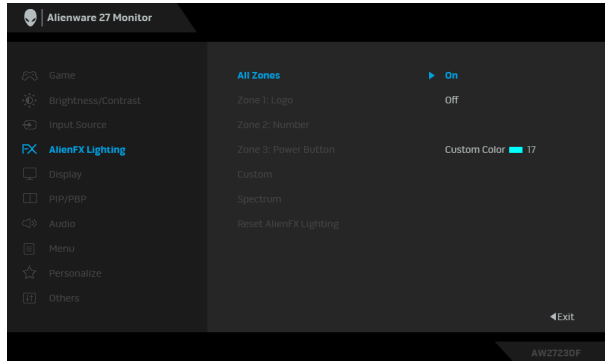 Alienware 27 Monitor
Game
Brightness/Contrast
Input Source
FX AlienFX Lighting
Display
PIP/PBP
Audio
Menu
Personalize
Others
All Zones
Zone 1: Logo
Zone 2: Number
Zone 3: Power Button
Custom
Spectrum
Reset AlienFX Lighting
On
Off
Custom Color 17
Exit
AW2723DF